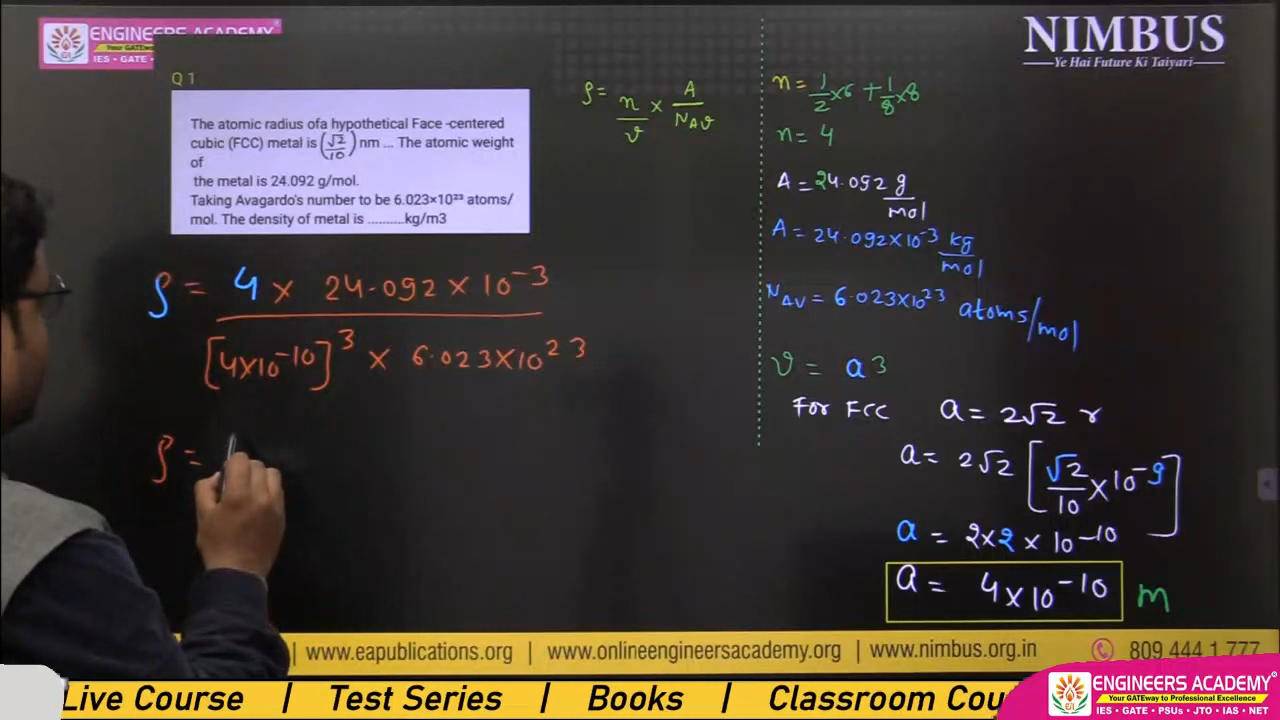 ENGINEERS ACADEMY
IES • GATE •
NIMBUS
Ye Hai Future Ki Taiyari
Q1
The atomic radius ofa hypothetical Face -centered
cubic (FCC) metal is (√2/10) nm ... The atomic weight
of
the metal is 24.092 g/mol.
Taking Avagardo's number to be 6.023×10²³ atoms/
mol. The density of metal is ..........kg/m3
ρ = n/v × A/N_AV
ρ = 4 × 24.092 × 10⁻³ / [4×10⁻¹⁰]³ × 6.023×10²³
ρ =
n = 1/2 ×6 + 1/8 ×8
n = 4
A = 24.092 g/mol
A = 24.092×10⁻³ kg/mol
N_AV = 6.023×10²³ atoms/mol
v = a3
For FCC a = 2√2 r
a = 2√2 [√2/10 × 10⁻⁹]
a = 2×2 × 10⁻¹⁰
a = 4×10⁻¹⁰ m
| www.eapublications.org | www.onlineengineersacademy.org | www.nimbus.org.in 809 444 1 777
Live Course | Test Series | Books | Classroom Cou
ENGINEERS ACADEMY
Your GATEway to Professional Excellence
IES • GATE • PSUs • JTO • IAS • NET